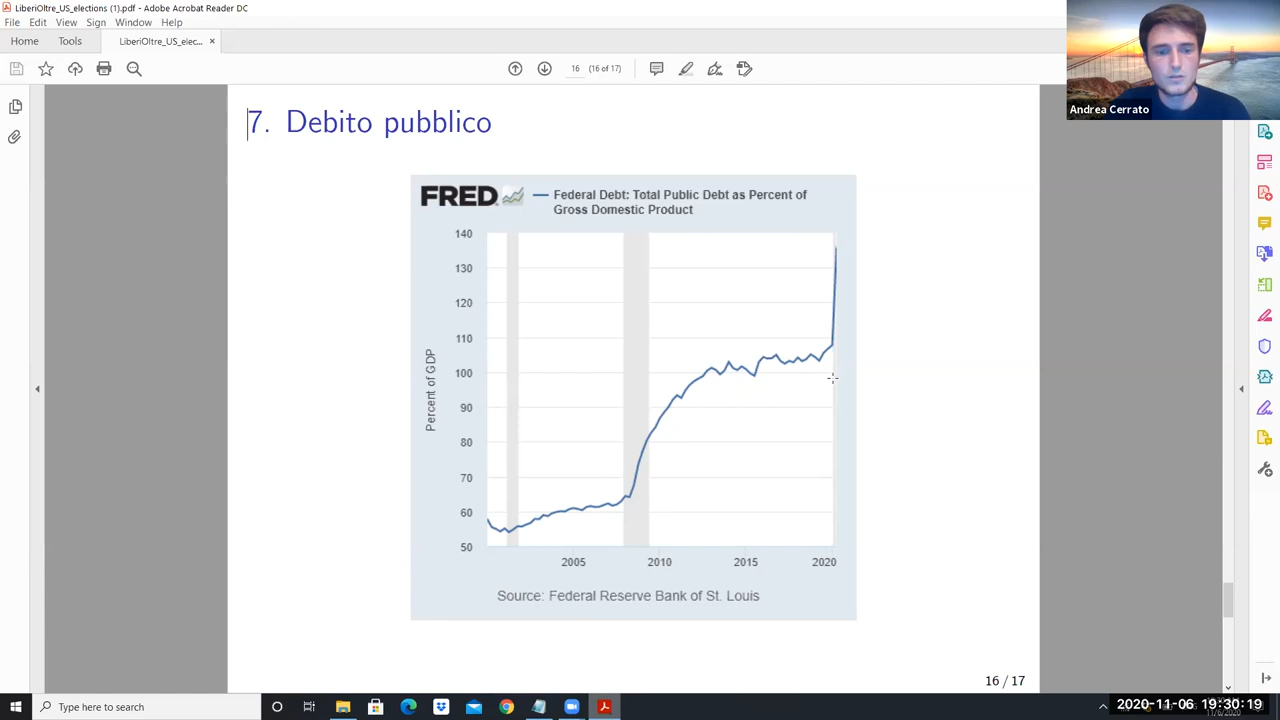 LiberiOltre_US_elections (1).pdf - Adobe Acrobat Reader DC
File Edit View Sign Window Help
Home Tools LiberiOltre_US_elec... ×
16 (16 of 17)
Andrea Cerrato
7. Debito pubblico
FRED
Federal Debt: Total Public Debt as Percent of
Gross Domestic Product
140
130
120
110
100
90
80
70
60
50
Percent of GDP
2005 2010 2015 2020
Source: Federal Reserve Bank of St. Louis
16 / 17
Type here to search
2020-11-06 19:30:19